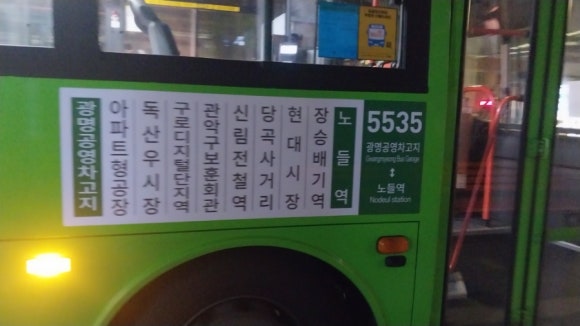 광명공영차고지
아파트형공장
독산우시장
구로디지털단지역
관악구보훈회관
신림전철역
당곡사거리
현대시장
장승배기역
노들역
5535
광명공영차고지
Gwangmyeong Bus Garage
↕
노들역
Nodeul station